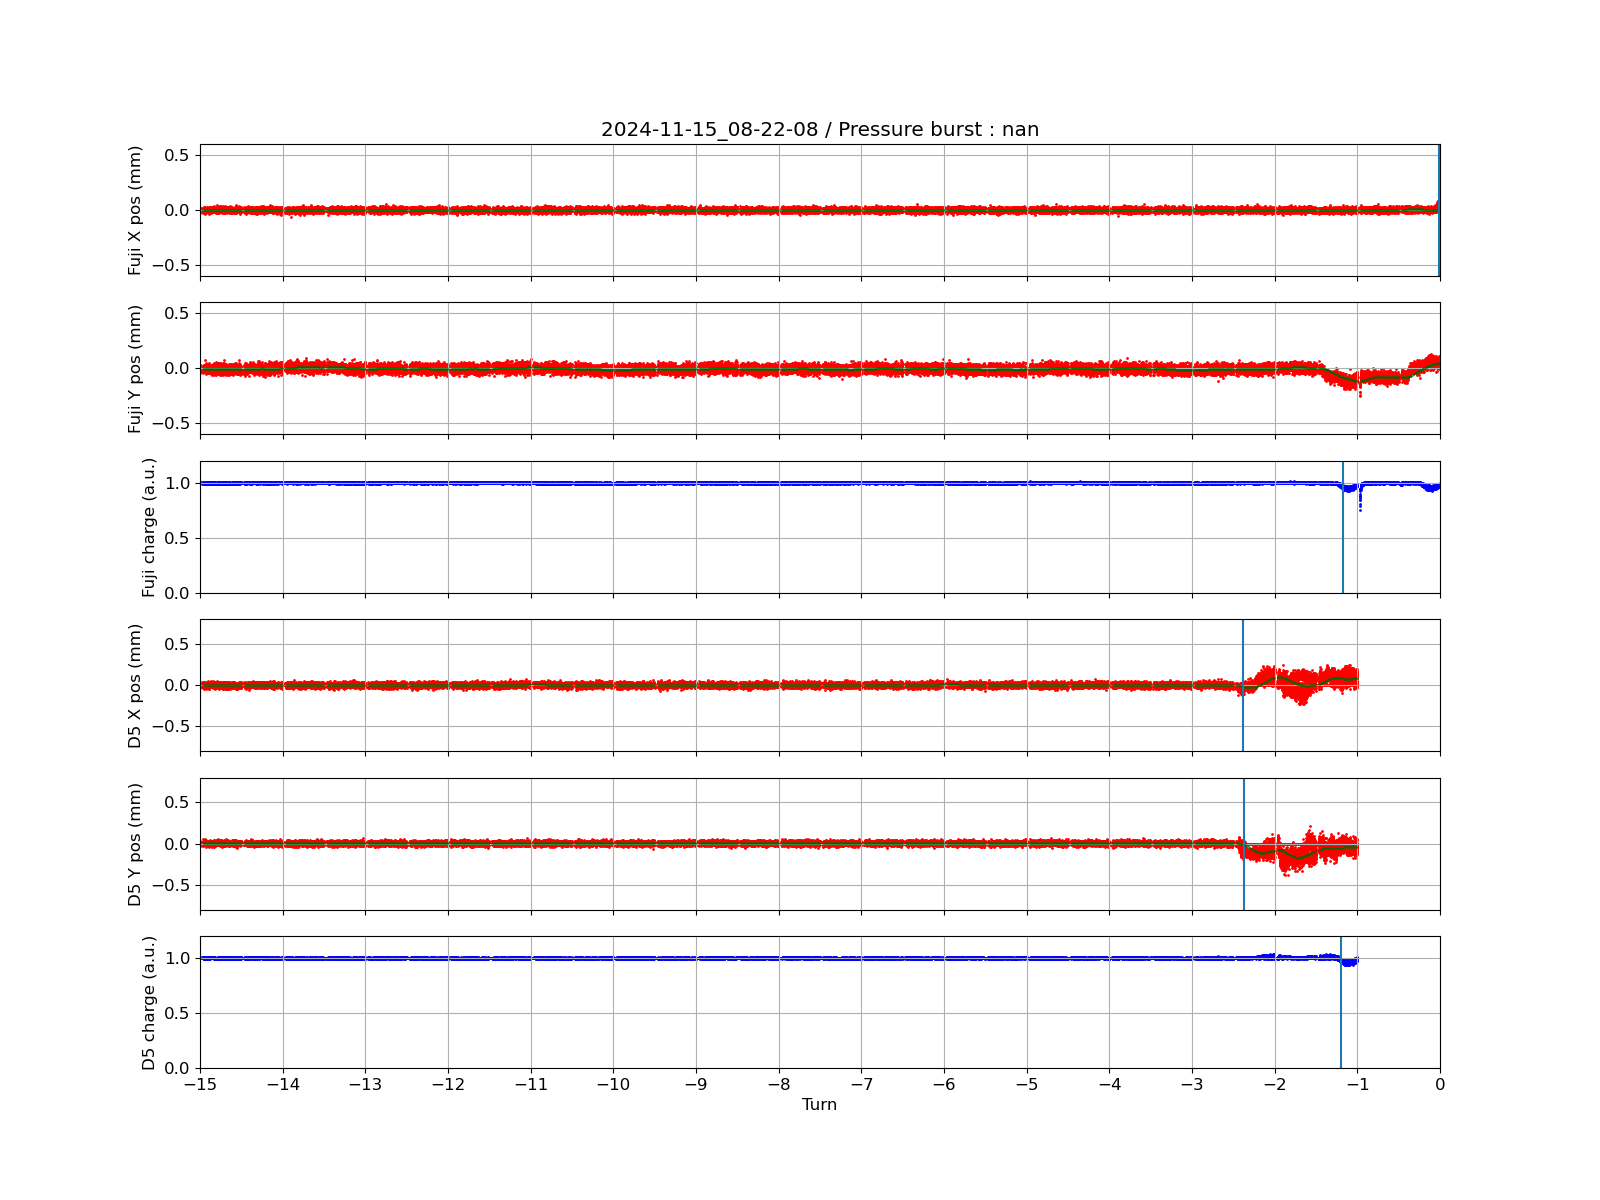 2024-11-15_08-22-08 / Pressure burst : nan
Fuji X pos (mm)
0.5
0.0
−0.5
Fuji Y pos (mm)
0.5
0.0
−0.5
Fuji charge (a.u.)
1.0
0.5
0.0
D5 X pos (mm)
0.5
0.0
−0.5
D5 Y pos (mm)
0.5
0.0
−0.5
D5 charge (a.u.)
1.0
0.5
0.0
−15 −14 −13 −12 −11 −10 −9 −8 −7 −6 −5 −4 −3 −2 −1 0
Turn